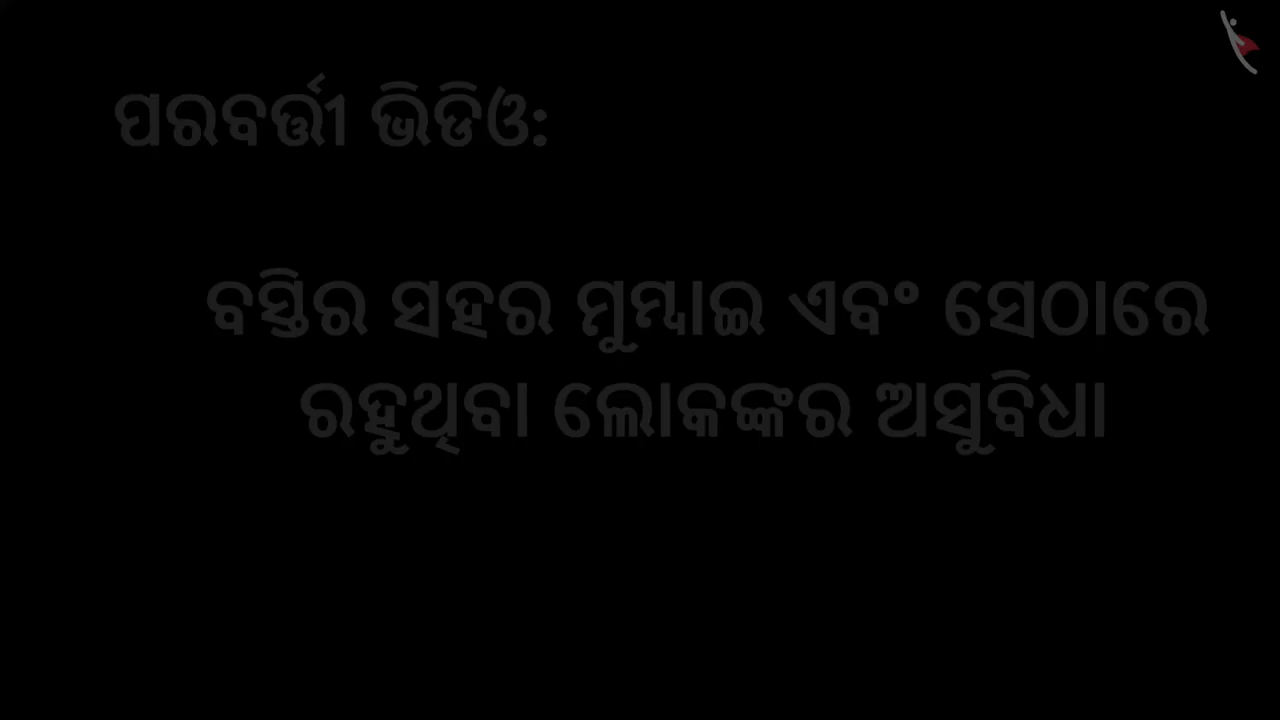 ପରବର୍ତ୍ତୀ ଭିଡିଓ:
ବସ୍ତିର ସହର ମୁମ୍ବାଇ ଏବଂ ସେଠାରେ
ରହୁଥିବା ଲୋକଙ୍କର ଅସୁବିଧା